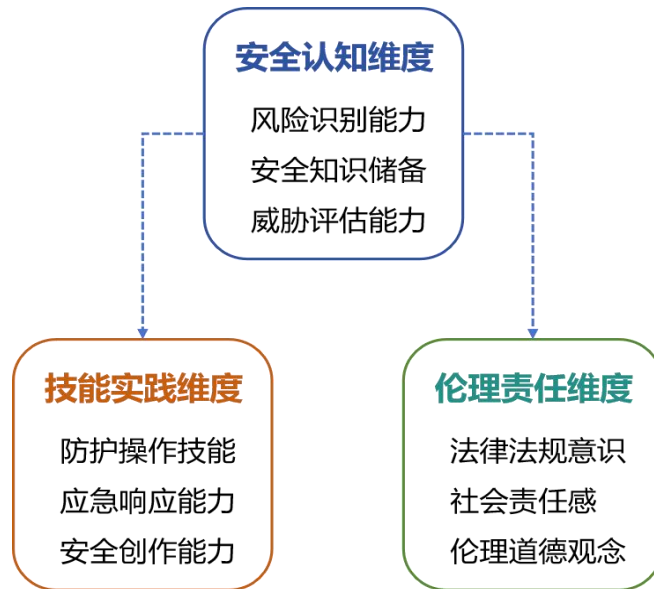 安全认知维度
风险识别能力
安全知识储备
威胁评估能力
技能实践维度
防护操作技能
应急响应能力
安全创作能力
伦理责任维度
法律法规意识
社会责任感
伦理道德观念